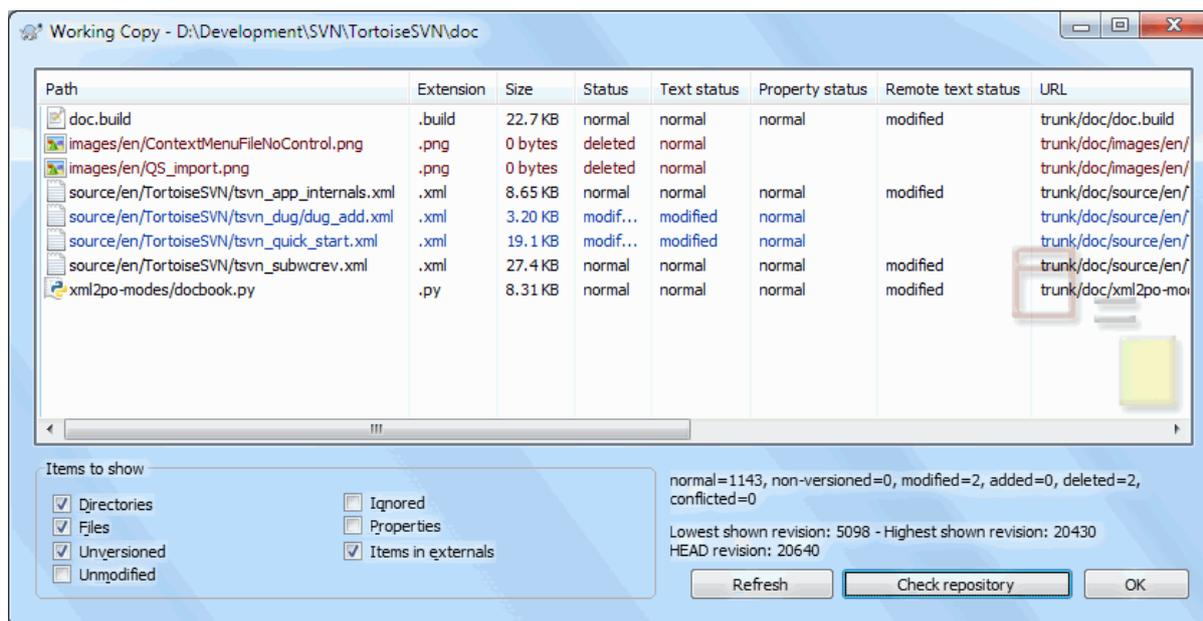 Working Copy - D:\Development\SVN\TortoiseSVN\doc
Path Extension Size Status Text status Property status Remote text status URL
doc.build .build 22.7 KB normal normal normal modified trunk/doc/doc.build
images/en/ContextMenuFileNoControl.png .png 0 bytes deleted normal trunk/doc/images/en/
images/en/QS_import.png .png 0 bytes deleted normal trunk/doc/images/en/
source/en/TortoiseSVN/tsvn_app_internals.xml .xml 8.65 KB normal normal normal modified trunk/doc/source/en/
source/en/TortoiseSVN/tsvn_dug/dug_add.xml .xml 3.20 KB modif... modified normal trunk/doc/source/en/
source/en/TortoiseSVN/tsvn_quick_start.xml .xml 19.1 KB modif... modified normal trunk/doc/source/en/
source/en/TortoiseSVN/tsvn_subwcrev.xml .xml 27.4 KB normal normal normal modified trunk/doc/source/en/
xml2po-modes/docbook.py .py 8.31 KB normal normal normal modified trunk/doc/xml2po-mo
Items to show
Directories Ignored
Files Properties
Unversioned Items in externals
Unmodified
normal=1143, non-versioned=0, modified=2, added=0, deleted=2,
conflicted=0
Lowest shown revision: 5098 - Highest shown revision: 20430
HEAD revision: 20640
Refresh Check repository OK